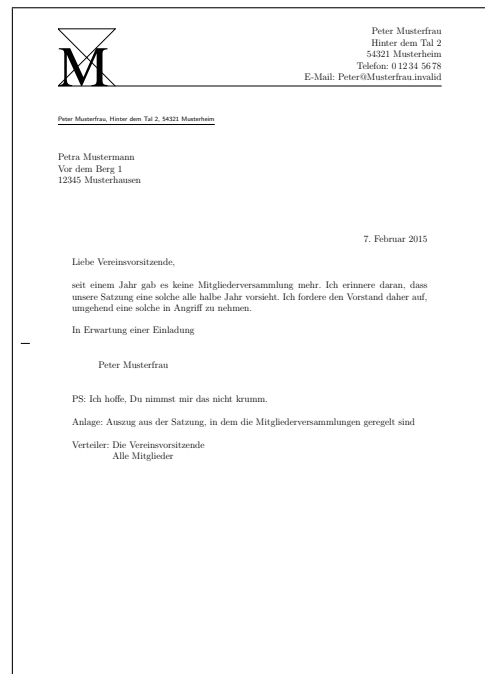 M
Peter Musterfrau
Hinter dem Tal 2
54321 Musterheim
Telefon: 0 12 34 56 78
E-Mail: Peter@Musterfrau.invalid
Peter Musterfrau, Hinter dem Tal 2, 54321 Musterheim
Petra Mustermann
Vor dem Berg 1
12345 Musterhausen
7. Februar 2015
Liebe Vereinsvorsitzende,
seit einem Jahr gab es keine Mitgliederversammlung mehr. Ich erinnere daran, dass
unsere Satzung eine solche alle halbe Jahr vorsieht. Ich fordere den Vorstand daher auf,
umgehend eine solche in Angriff zu nehmen.
In Erwartung einer Einladung
Peter Musterfrau
PS: Ich hoffe, Du nimmst mir das nicht krumm.
Anlage: Auszug aus der Satzung, in dem die Mitgliederversammlungen geregelt sind
Verteiler: Die Vereinsvorsitzende
Alle Mitglieder